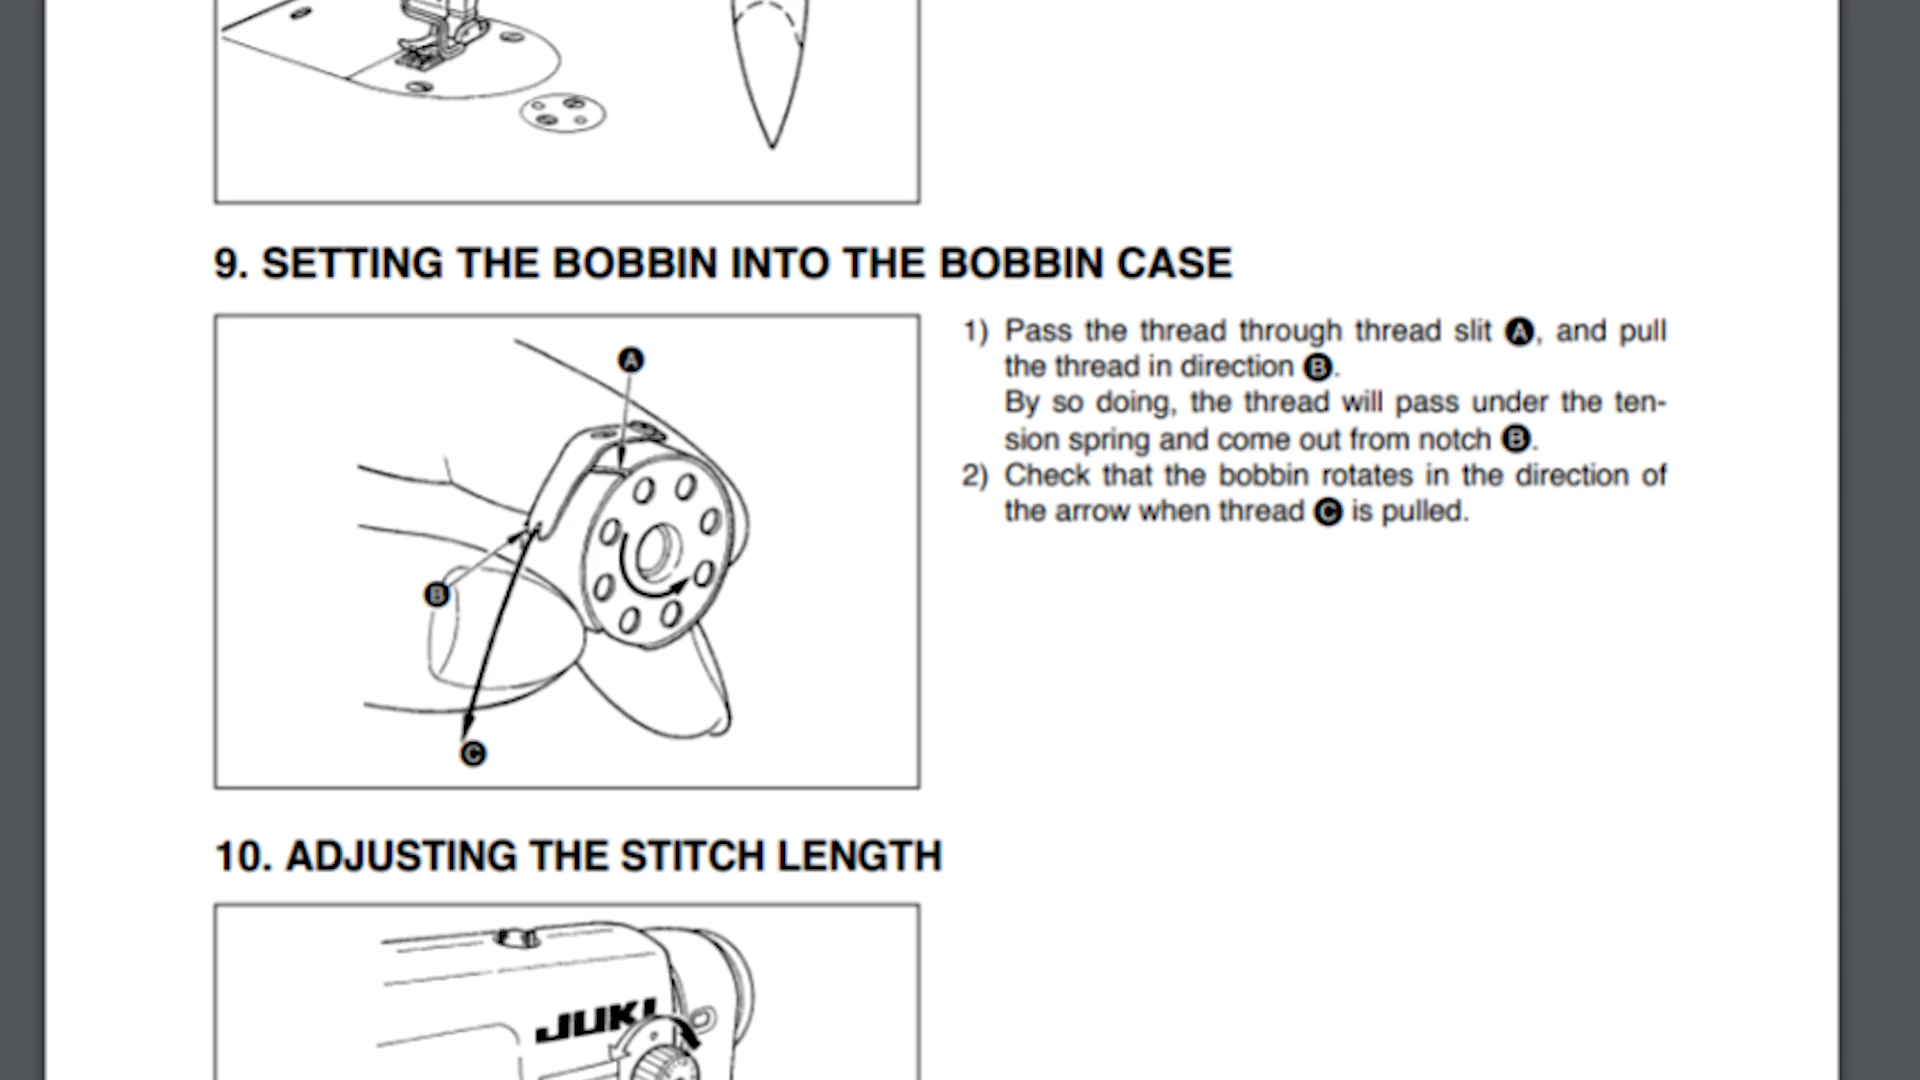 9. SETTING THE BOBBIN INTO THE BOBBIN CASE
A
B
C
1) Pass the thread through thread slit A, and pull
the thread in direction B.
By so doing, the thread will pass under the ten-
sion spring and come out from notch B.
2) Check that the bobbin rotates in the direction of
the arrow when thread C is pulled.
10. ADJUSTING THE STITCH LENGTH
JUKI